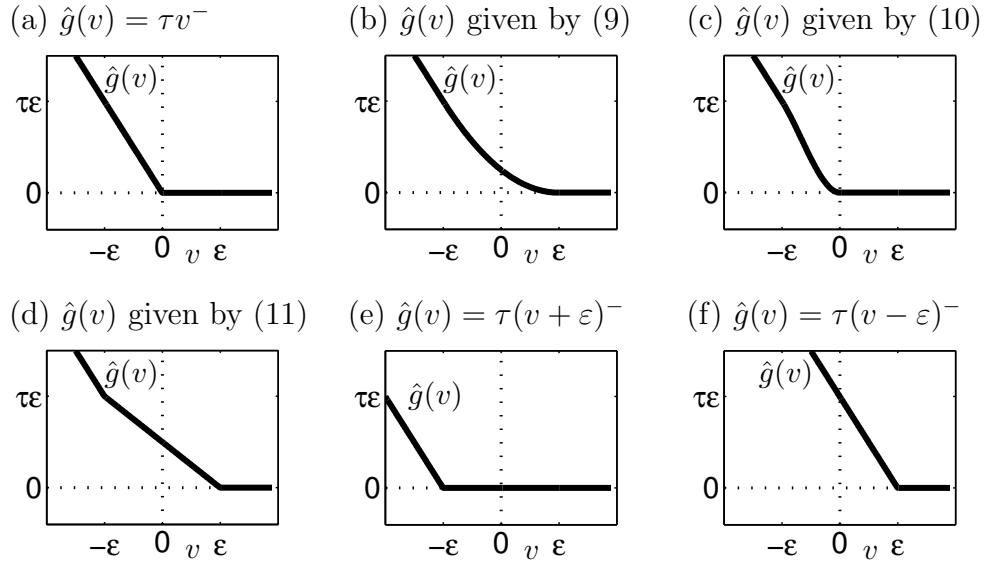 (a) ĝ(v) = τv⁻ (b) ĝ(v) given by (9) (c) ĝ(v) given by (10)
ĝ(v) ĝ(v) ĝ(v)
τε τε τε
0 0 0
−ε 0 v ε −ε 0 v ε −ε 0 v ε
(d) ĝ(v) given by (11) (e) ĝ(v) = τ(v + ε)⁻ (f) ĝ(v) = τ(v − ε)⁻
ĝ(v) ĝ(v) ĝ(v)
τε τε τε
0 0 0
−ε 0 v ε −ε 0 v ε −ε 0 v ε